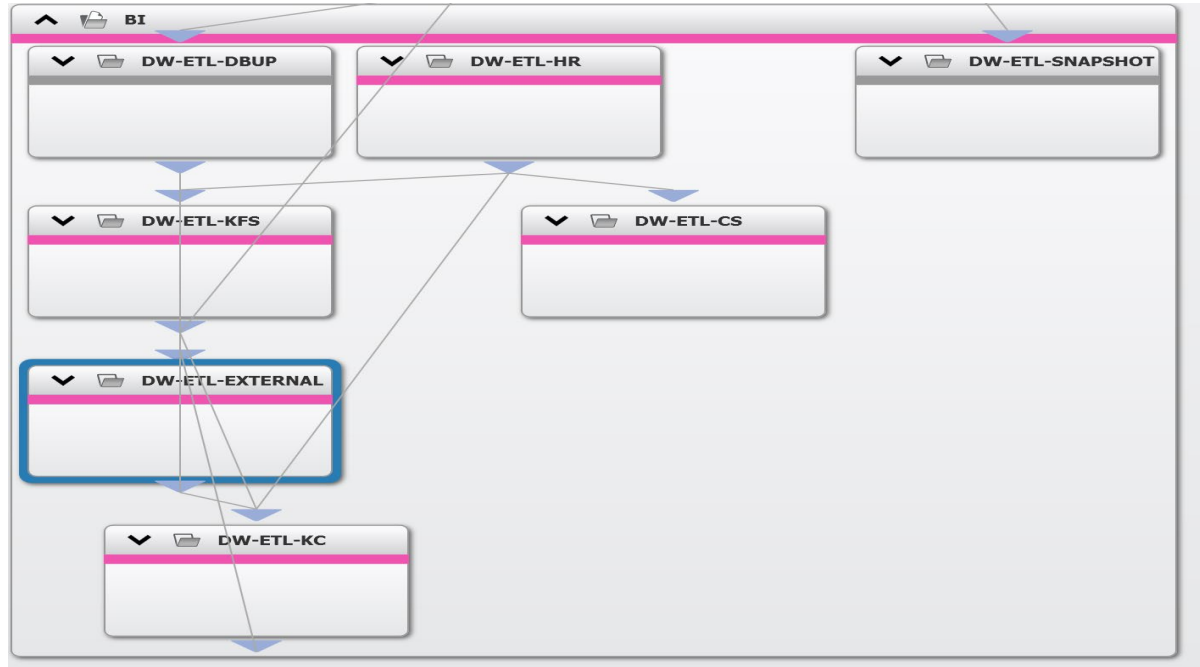 BI
DW-ETL-DBUP
DW-ETL-HR
DW-ETL-SNAPSHOT
DW-ETL-KFS
DW-ETL-CS
DW-ETL-EXTERNAL
DW-ETL-KC